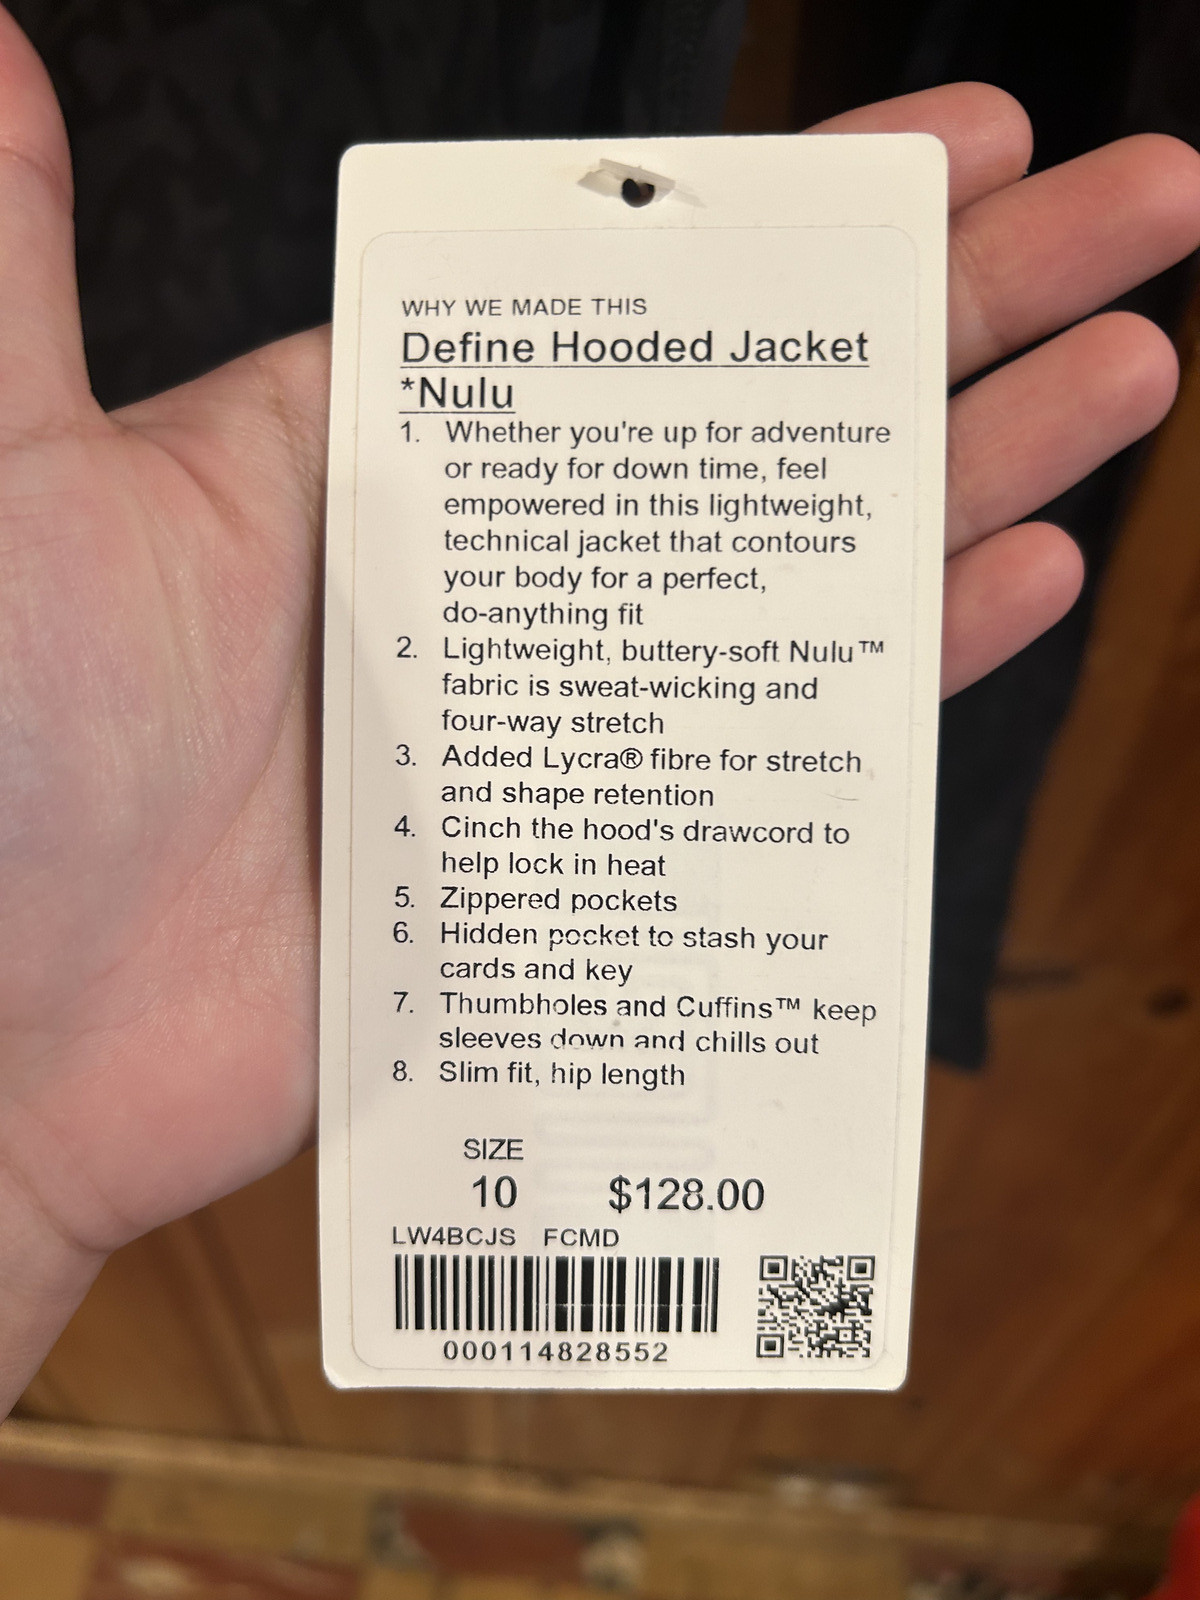 WHY WE MADE THIS
Define Hooded Jacket
*Nulu
1. Whether you're up for adventure
or ready for down time, feel
empowered in this lightweight,
technical jacket that contours
your body for a perfect,
do-anything fit
2. Lightweight, buttery-soft Nulu™
fabric is sweat-wicking and
four-way stretch
3. Added Lycra® fibre for stretch
and shape retention
4. Cinch the hood's drawcord to
help lock in heat
5. Zippered pockets
6. Hidden pocket to stash your
cards and key
7. Thumbholes and Cuffins™ keep
sleeves down and chills out
8. Slim fit, hip length
SIZE
10 $128.00
LW4BCJS FCMD
000114828552